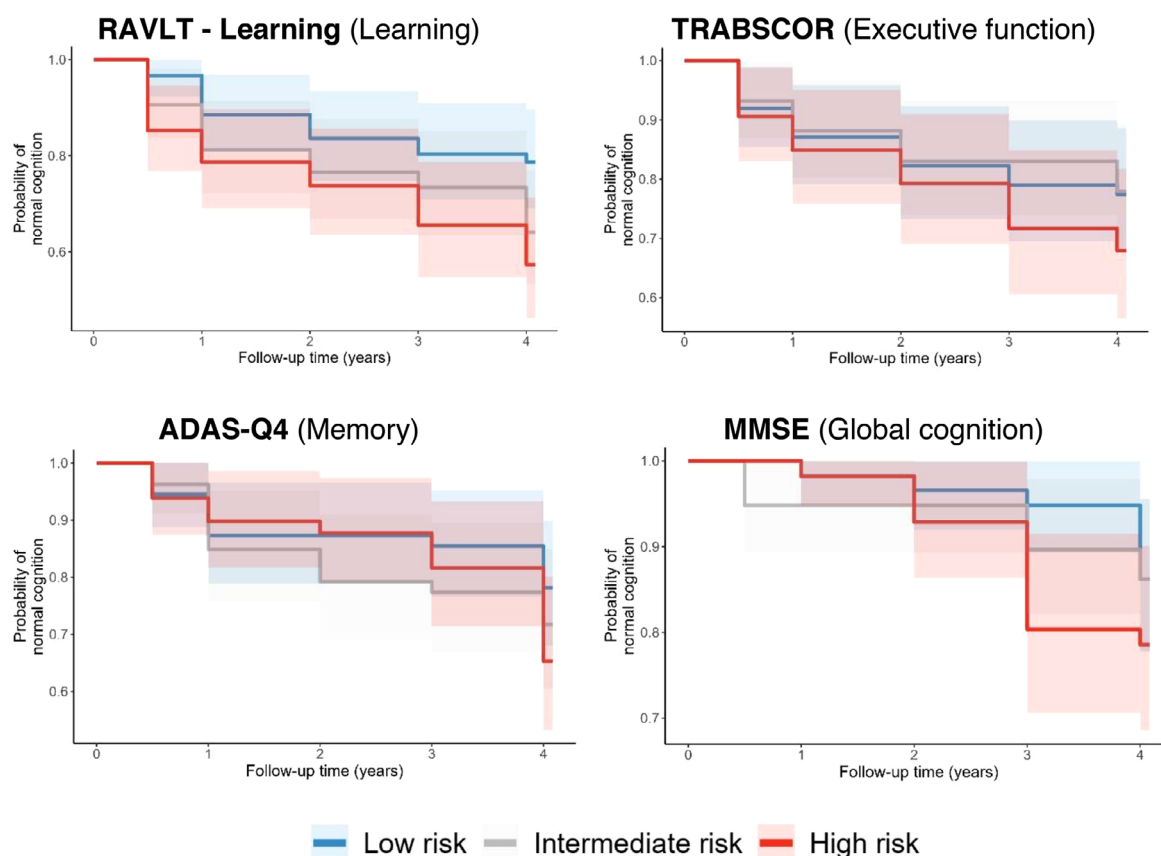 RAVLT - Learning (Learning)
Probability of
normal cognition
1.0
0.8
0.6
0 1 2 3 4
Follow-up time (years)
TRABSCOR (Executive function)
Probability of
normal cognition
1.0
0.9
0.8
0.7
0.6
0 1 2 3 4
Follow-up time (years)
ADAS-Q4 (Memory)
Probability of
normal cognition
1.0
0.9
0.8
0.7
0.6
0 1 2 3 4
Follow-up time (years)
MMSE (Global cognition)
Probability of
normal cognition
1.0
0.9
0.8
0.7
0 1 2 3 4
Follow-up time (years)
Low risk Intermediate risk High risk